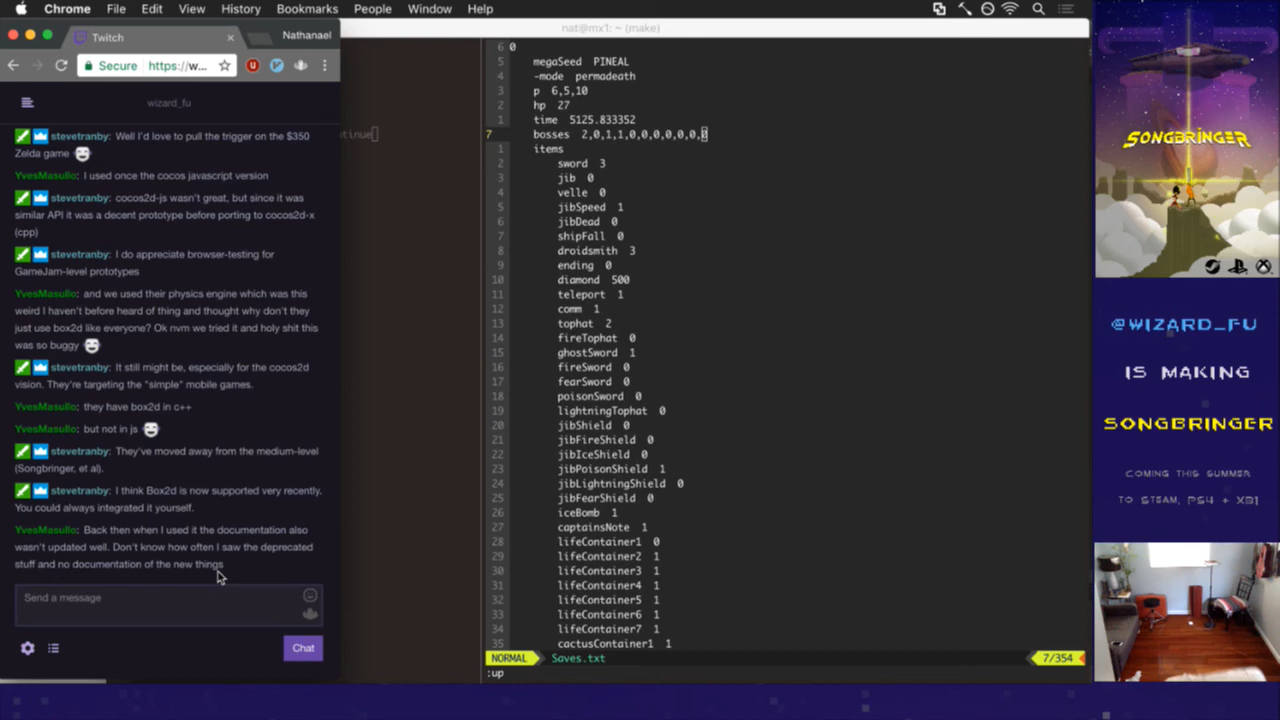 Chrome File Edit View History Bookmarks People Window Help
Twitch
Nathanael
Secure https://w...
wizard_fu
stevetranby: Well I'd love to pull the trigger on the $350
Zelda game
YvesMasullo: I used once the cocos javascript version
stevetranby: cocos2d-js wasn't great, but since it was
similar API it was a decent prototype before porting to cocos2d-x
(cpp)
stevetranby: I do appreciate browser-testing for
GameJam-level prototypes
YvesMasullo: and we used their physics engine which was this
weird I haven't before heard of thing and thought why don't they
just use box2d like everyone? Ok nvm we tried it and holy shit this
was so buggy
stevetranby: It still might be, especially for the cocos2d
vision. They're targeting the "simple" mobile games.
YvesMasullo: they have box2d in c++
YvesMasullo: but not in js
stevetranby: They've moved away from the medium-level
(Songbringer, et al).
stevetranby: I think Box2d is now supported very recently.
You could always integrated it yourself.
YvesMasullo: Back then when I used it the documentation also
wasn't updated well. Don't know how often I saw the deprecated
stuff and no documentation of the new things
Send a message
Chat
tinue[
nat@mx1: ~ (make)
6 0
5 megaSeed PINEAL
4 -mode permadeath
3 p 6,5,10
2 hp 27
1 time 5125.833352
7 bosses 2,0,1,1,0,0,0,0,0,0,0
1 items
2 sword 3
3 jib 0
4 velle 0
5 jibSpeed 1
6 jibDead 0
7 shipFall 0
8 droidsmith 3
9 ending 0
10 diamond 500
11 teleport 1
12 comm 1
13 tophat 2
14 fireTophat 0
15 ghostSword 1
16 fireSword 0
17 fearSword 0
18 poisonSword 0
19 lightningTophat 0
20 jibShield 0
21 jibFireShield 0
22 jibIceShield 0
23 jibPoisonShield 1
24 jibLightningShield 0
25 jibFearShield 0
26 iceBomb 1
27 captainsNote 1
28 lifeContainer1 0
29 lifeContainer2 1
30 lifeContainer3 1
31 lifeContainer4 1
32 lifeContainer5 1
33 lifeContainer6 1
34 lifeContainer7 1
35 cactusContainer1 1
NORMAL Saves.txt 7/354
:up
SONGBRINGER
@WIZARD_FU
IS MAKING
SONGBRINGER
COMING THIS SUMMER
TO STEAM, PS4 + XB1